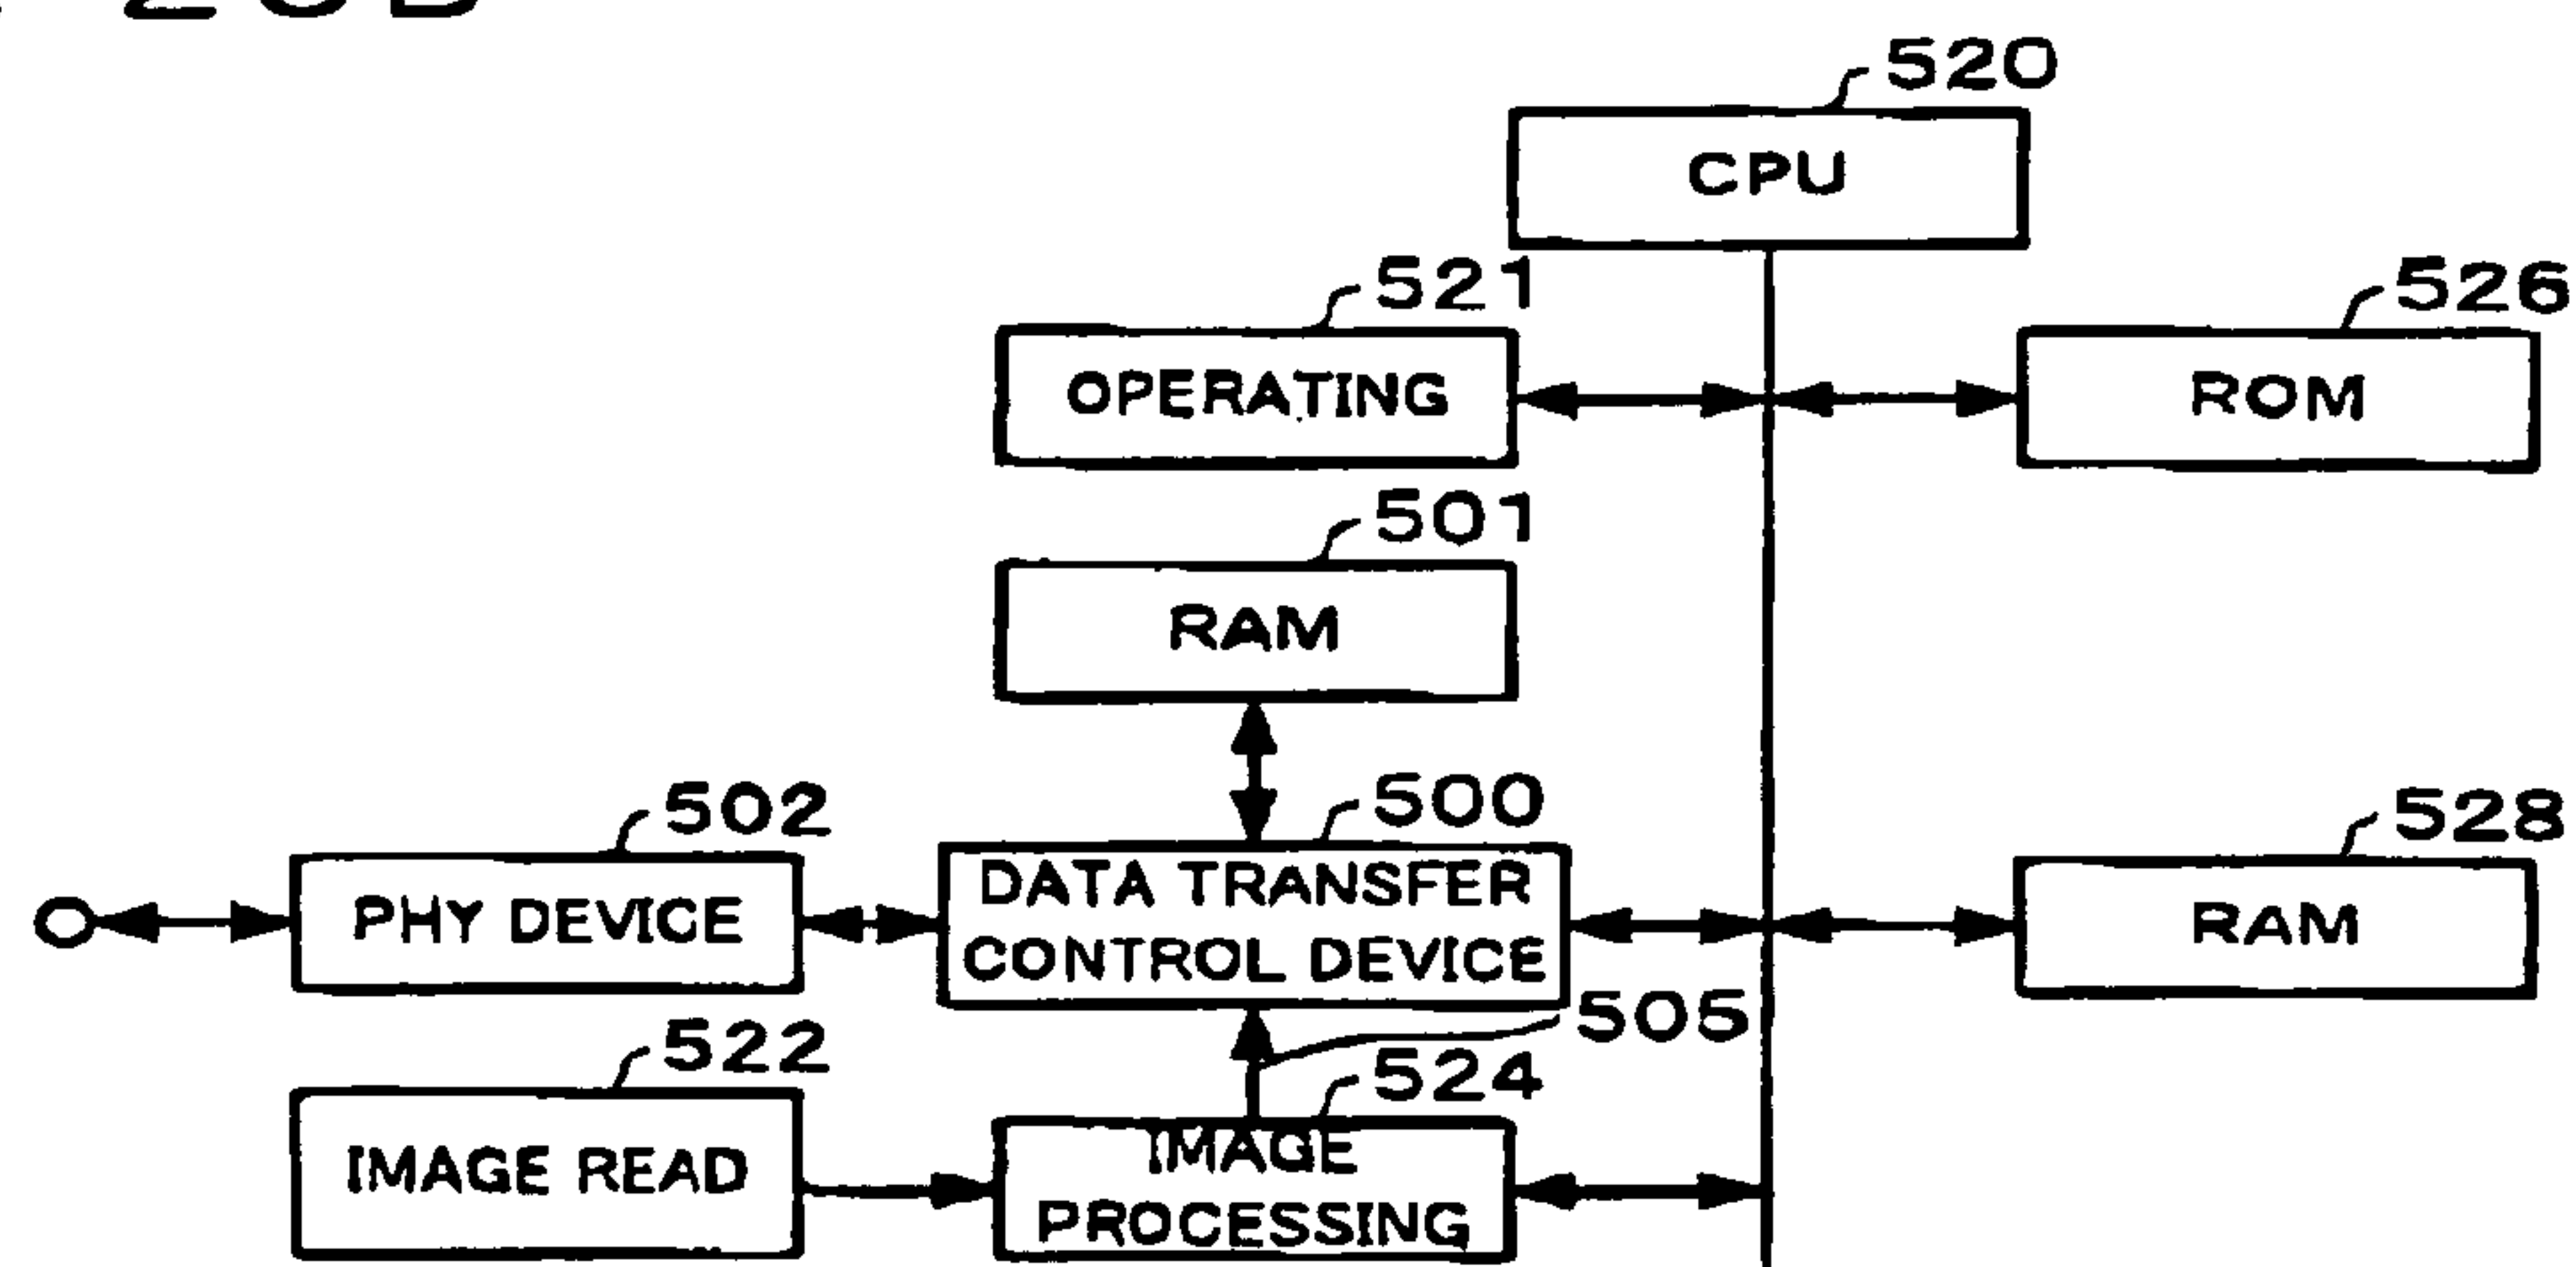 520
CPU
521
526
OPERATING
ROM
501
RAM
502
500
528
PHY DEVICE
DATA TRANSFER
CONTROL DEVICE
RAM
505
522
524
IMAGE READ
IMAGE
PROCESSING